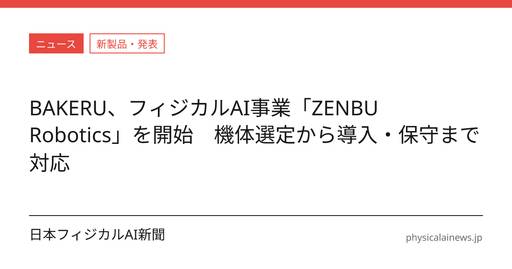 ニュース
新製品・発表
BAKERU、フィジカルAI事業「ZENBU
Robotics」を開始　機体選定から導入・保守まで
対応
日本フィジカルAI新聞
physicalainews.jp